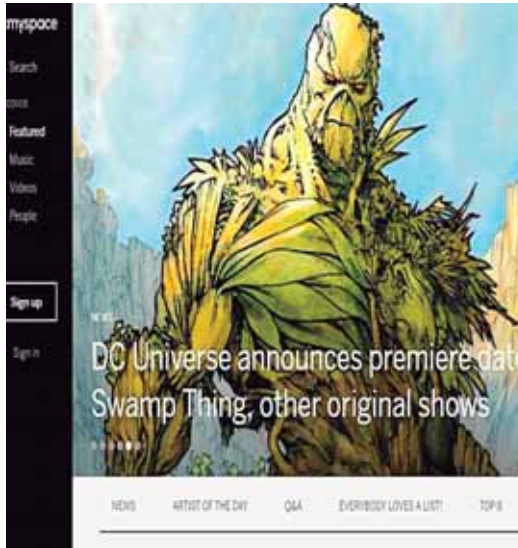 myspace
Search
Featured
Music
Videos
People
Sign up
Sign in
NEWS
DC Universe announces premiere date
Swamp Thing, other original shows
NEWS ARTIST OF THE DAY Q&A EVERYBODY LOVES A LIST! TOP 8